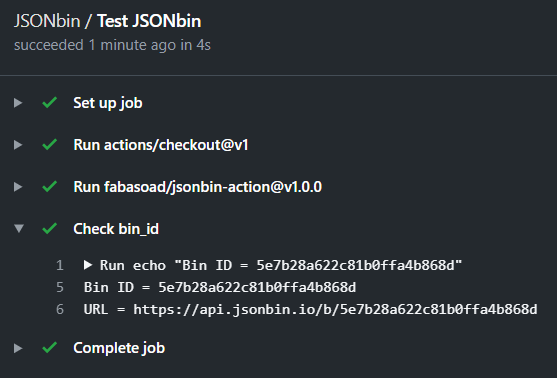 JSONbin / Test JSONbin
succeeded 1 minute ago in 4s
Set up job
Run actions/checkout@v1
Run fabasoad/jsonbin-action@v1.0.0
Check bin_id
1 Run echo "Bin ID = 5e7b28a622c81b0ffa4b868d"
5 Bin ID = 5e7b28a622c81b0ffa4b868d
6 URL = https://api.jsonbin.io/b/5e7b28a622c81b0ffa4b868d
Complete job